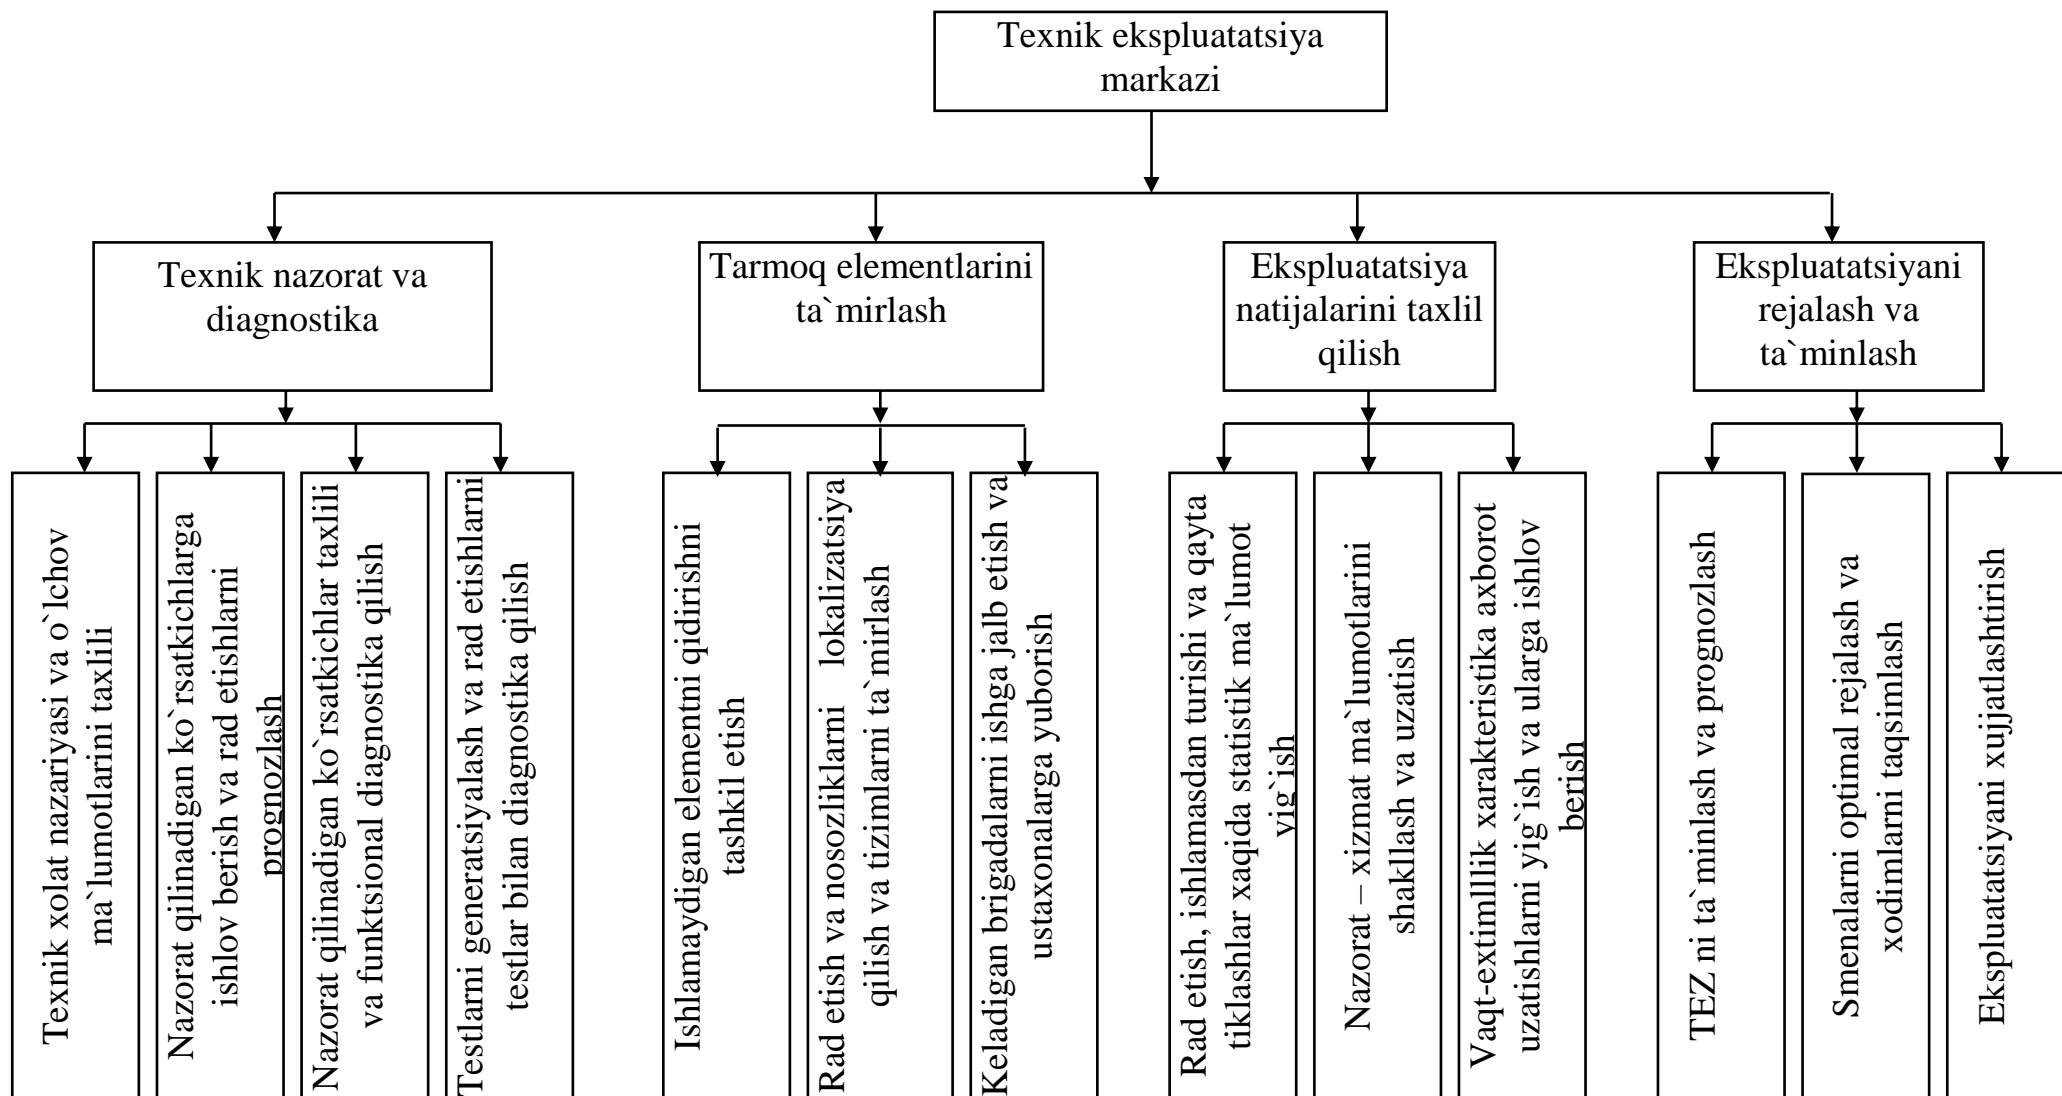 Texnik ekspluatatsiya
markazi
Texnik nazorat va
diagnostika
Tarmoq elementlarini
ta`mirlash
Ekspluatatsiya
natijalarini taxlil
qilish
Ekspluatatsiyani
rejalash va
ta`minlash
Texnik xolat nazariyasi va o`lchov
ma`lumotlarini taxlili
Nazorat qilinadigan ko`rsatkichlarga
ishlov berish va rad etishlarni
prognozlash
Nazorat qilinadigan ko`rsatkichlar taxlili
va funktsional diagnostika qilish
Testlarni generatsiyalash va rad etishlarni
testlar bilan diagnostika qilish
Ishlamaydigan elementni qidirishni
tashkil etish
Rad etish va nosozliklarni lokalizatsiya
qilish va tizimlarni ta`mirlash
Keladigan brigadalarni ishga jalb etish va
ustaxonalarga yuborish
Rad etish, ishlamasdan turishi va qayta
tiklashlar xaqida statistik ma`lumot
yig`ish
Nazorat – xizmat ma`lumotlarini
shakllash va uzatish
Vaqt-extimllik xarakteristika axborot
uzatishlarni yig`ish va ularga ishlov
berish
TEZ ni ta`minlash va prognozlash
Smenalarni optimal rejalash va
xodimlarni taqsimlash
Ekspluatatsiyani xujjatlashtirish